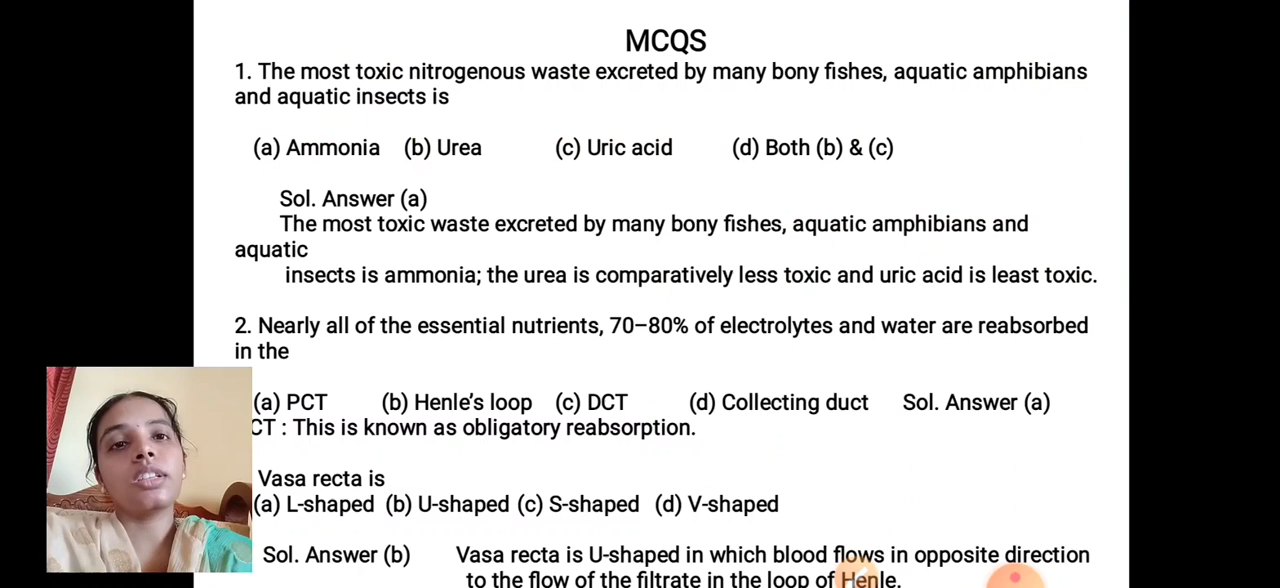 MCQS
1. The most toxic nitrogenous waste excreted by many bony fishes, aquatic amphibians
and aquatic insects is
(a) Ammonia (b) Urea (c) Uric acid (d) Both (b) & (c)
Sol. Answer (a)
The most toxic waste excreted by many bony fishes, aquatic amphibians and
aquatic
insects is ammonia; the urea is comparatively less toxic and uric acid is least toxic.
2. Nearly all of the essential nutrients, 70–80% of electrolytes and water are reabsorbed
in the
(a) PCT (b) Henle's loop (c) DCT (d) Collecting duct Sol. Answer (a)
CT : This is known as obligatory reabsorption.
Vasa recta is
(a) L-shaped (b) U-shaped (c) S-shaped (d) V-shaped
Sol. Answer (b) Vasa recta is U-shaped in which blood flows in opposite direction
to the flow of the filtrate in the loop of Henle.